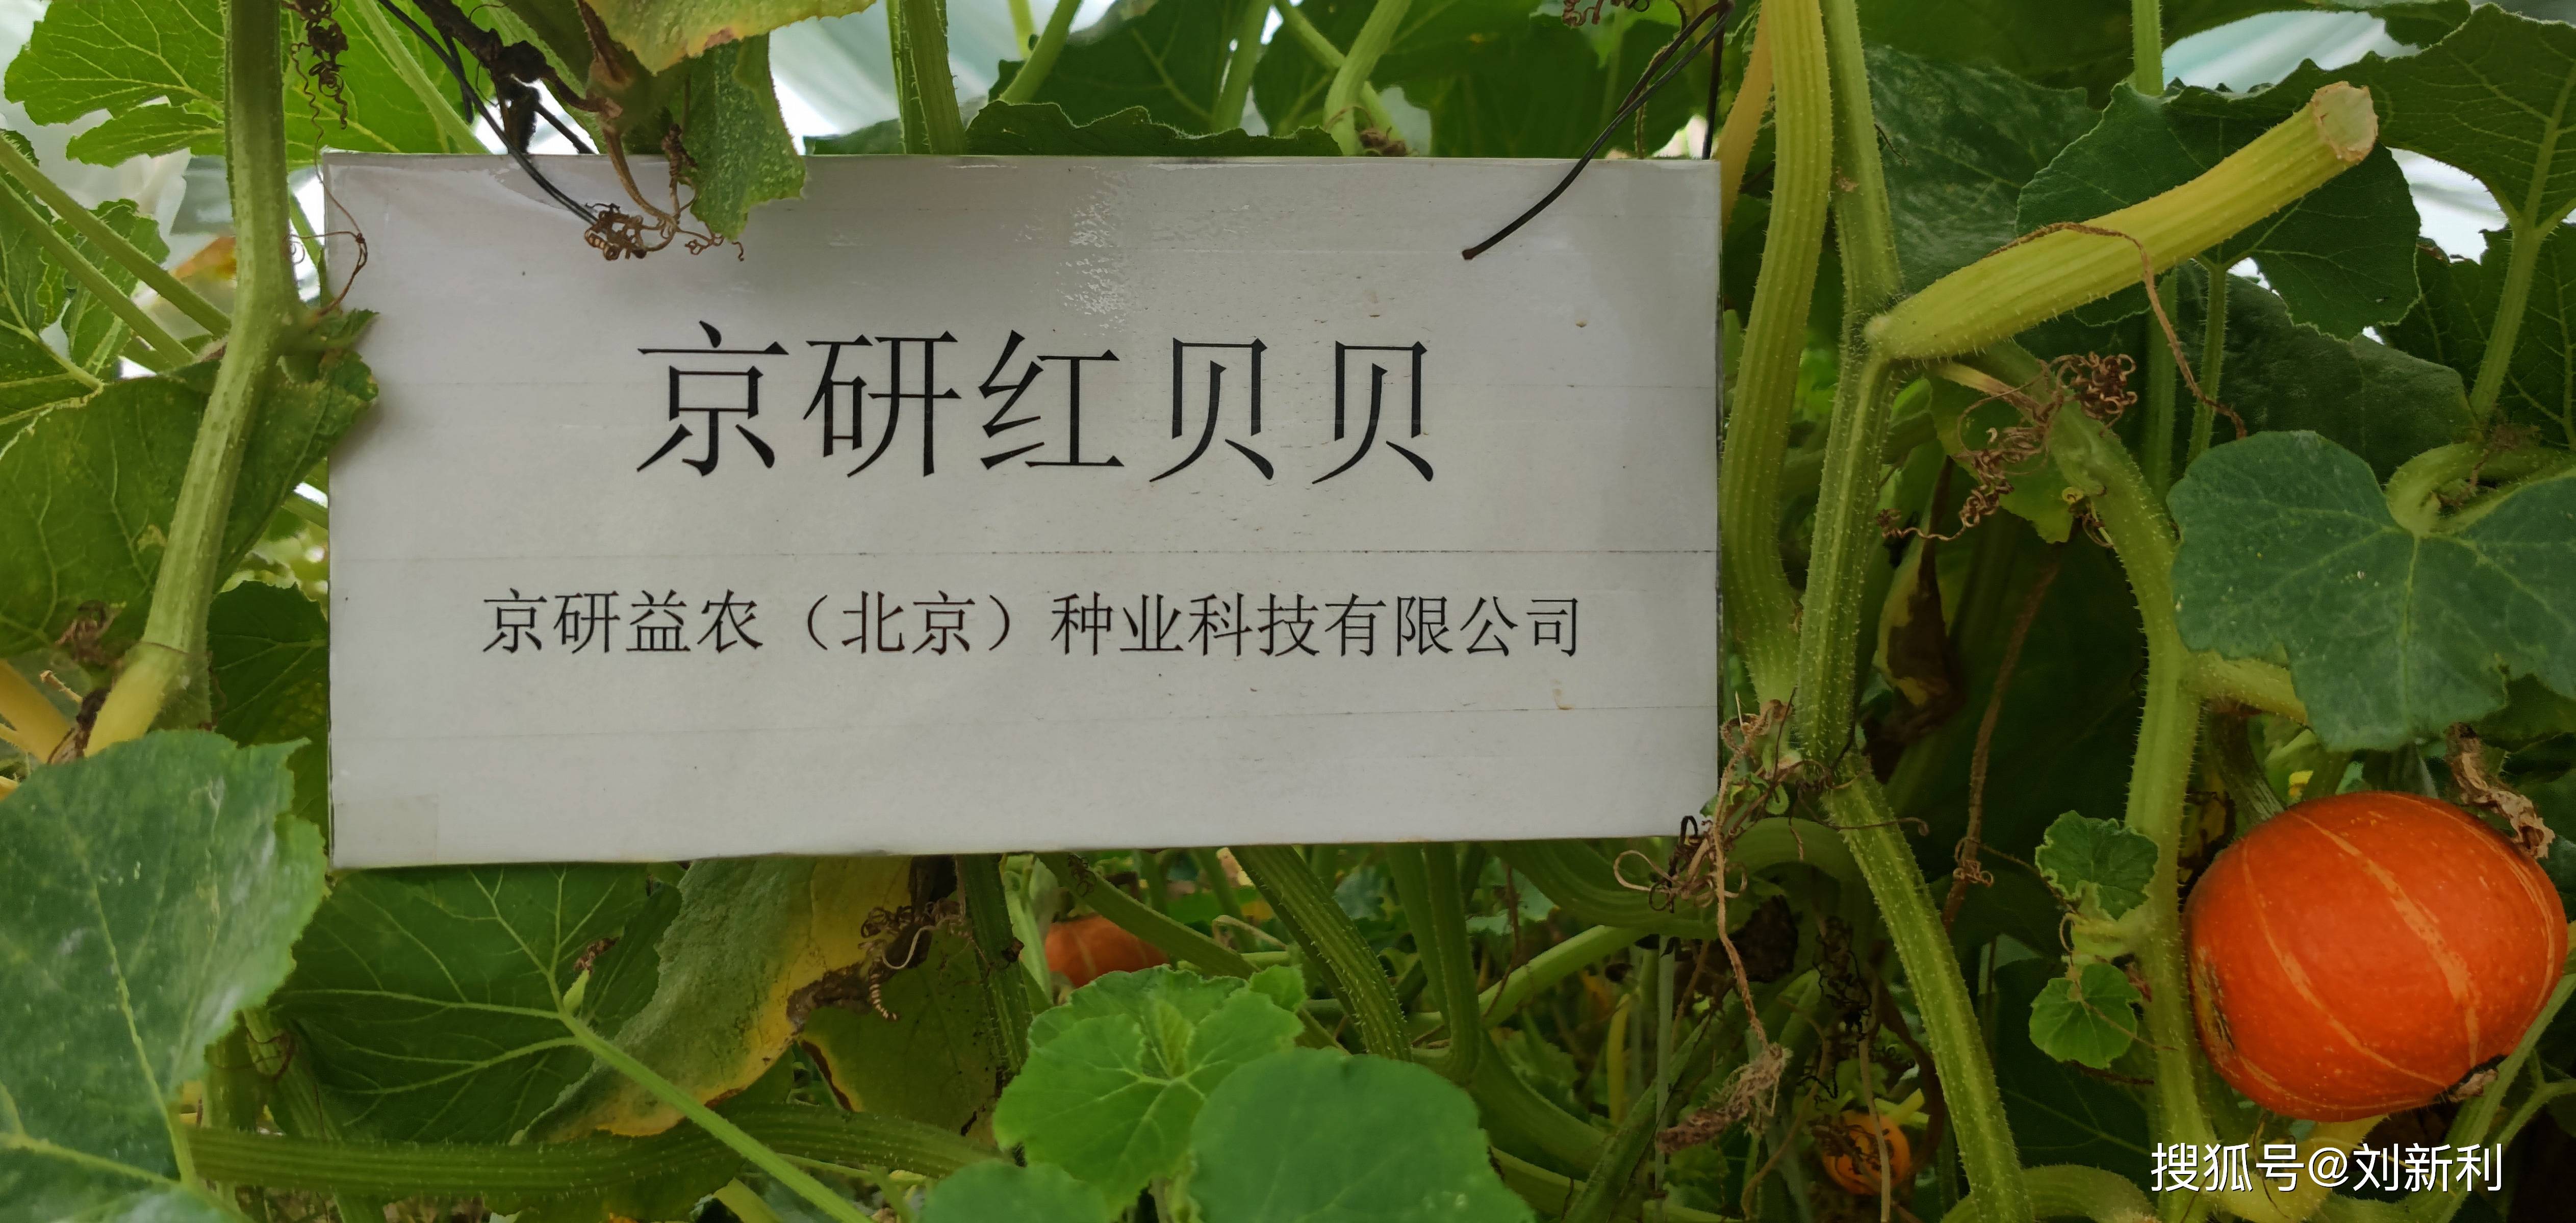 京研红贝贝
京研益农（北京）种业科技有限公司
搜狐号@刘新利